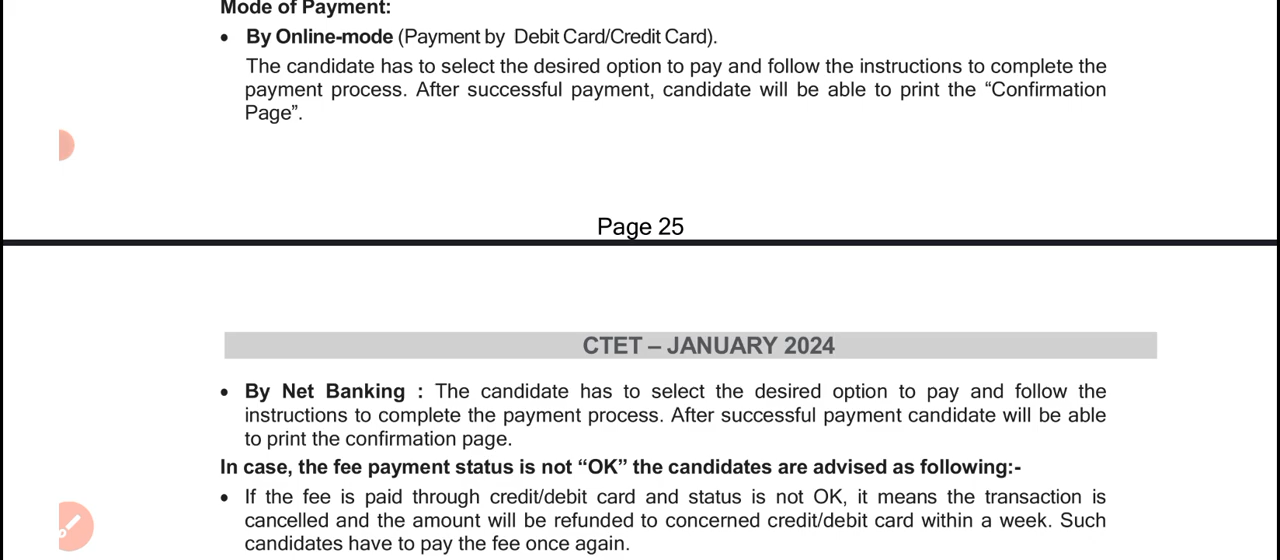 Mode of Payment:
• By Online-mode (Payment by Debit Card/Credit Card).
The candidate has to select the desired option to pay and follow the instructions to complete the
payment process. After successful payment, candidate will be able to print the “Confirmation
Page”.
Page 25
CTET – JANUARY 2024
• By Net Banking : The candidate has to select the desired option to pay and follow the
instructions to complete the payment process. After successful payment candidate will be able
to print the confirmation page.
In case, the fee payment status is not “OK” the candidates are advised as following:-
• If the fee is paid through credit/debit card and status is not OK, it means the transaction is
cancelled and the amount will be refunded to concerned credit/debit card within a week. Such
candidates have to pay the fee once again.